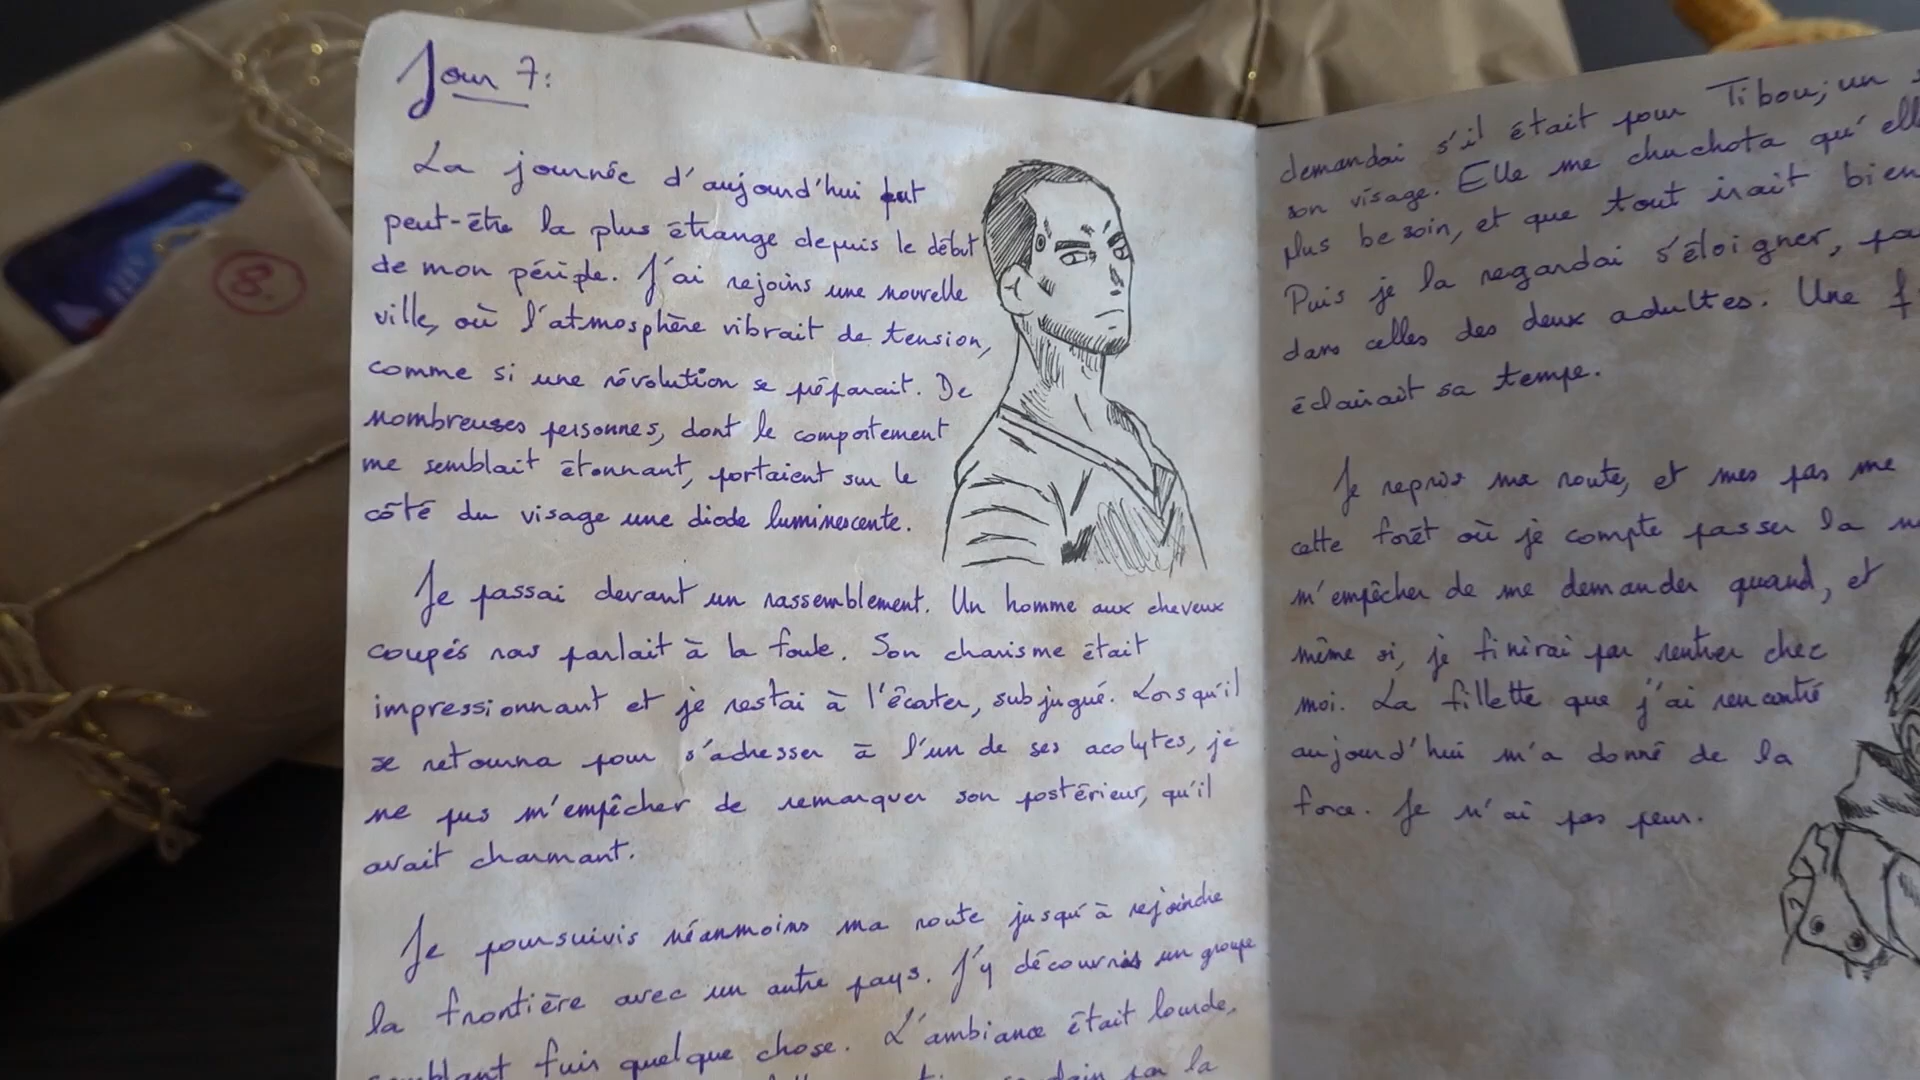 Jour 7:
La journée d'aujourd'hui fut
peut-être la plus étrange depuis le début
de mon périple. J'ai rejoins une nouvelle
ville, où l'atmosphère vibrait de tension,
comme si une révolution se préparait. De
nombreuses personnes, dont le comportement
me semblait étonnant, portaient sur le
côté du visage une diode luminescente.
Je passai devant un rassemblement. Un homme aux cheveux
coupés ras parlait à la foule. Son charisme était
impressionnant et je restai à l'écater, subjugué. Lorsqu'il
se retourna pour s'adresser à l'un de ses acolytes, je
ne pus m'empêcher de remarquer son postérieur, qu'il
avait charmant.
Je poursuivis néanmoins ma route jusqu'à rejoindre
la frontière avec un autre pays. J'y découvris un groupe
semblant fuir quelque chose. L'ambiance était lourde,
par la
demandai s'il était pour Tibou; un
son visage. Elle me chuchota qu'
plus besoin, et que tout irait bien
Puis je la regardai s'éloigner,
dans celles des deux adultes. Une
éclairait sa tempe.
Je repris ma route, et mes pas me
cette forêt où je compte passer la
m'empêcher de me demander quand, et
même si, je finirai par rentrer chez
moi. La fillette que j'ai rencontré
aujourd'hui m'a donné de la
force. Je n'ai pas peur.
8.